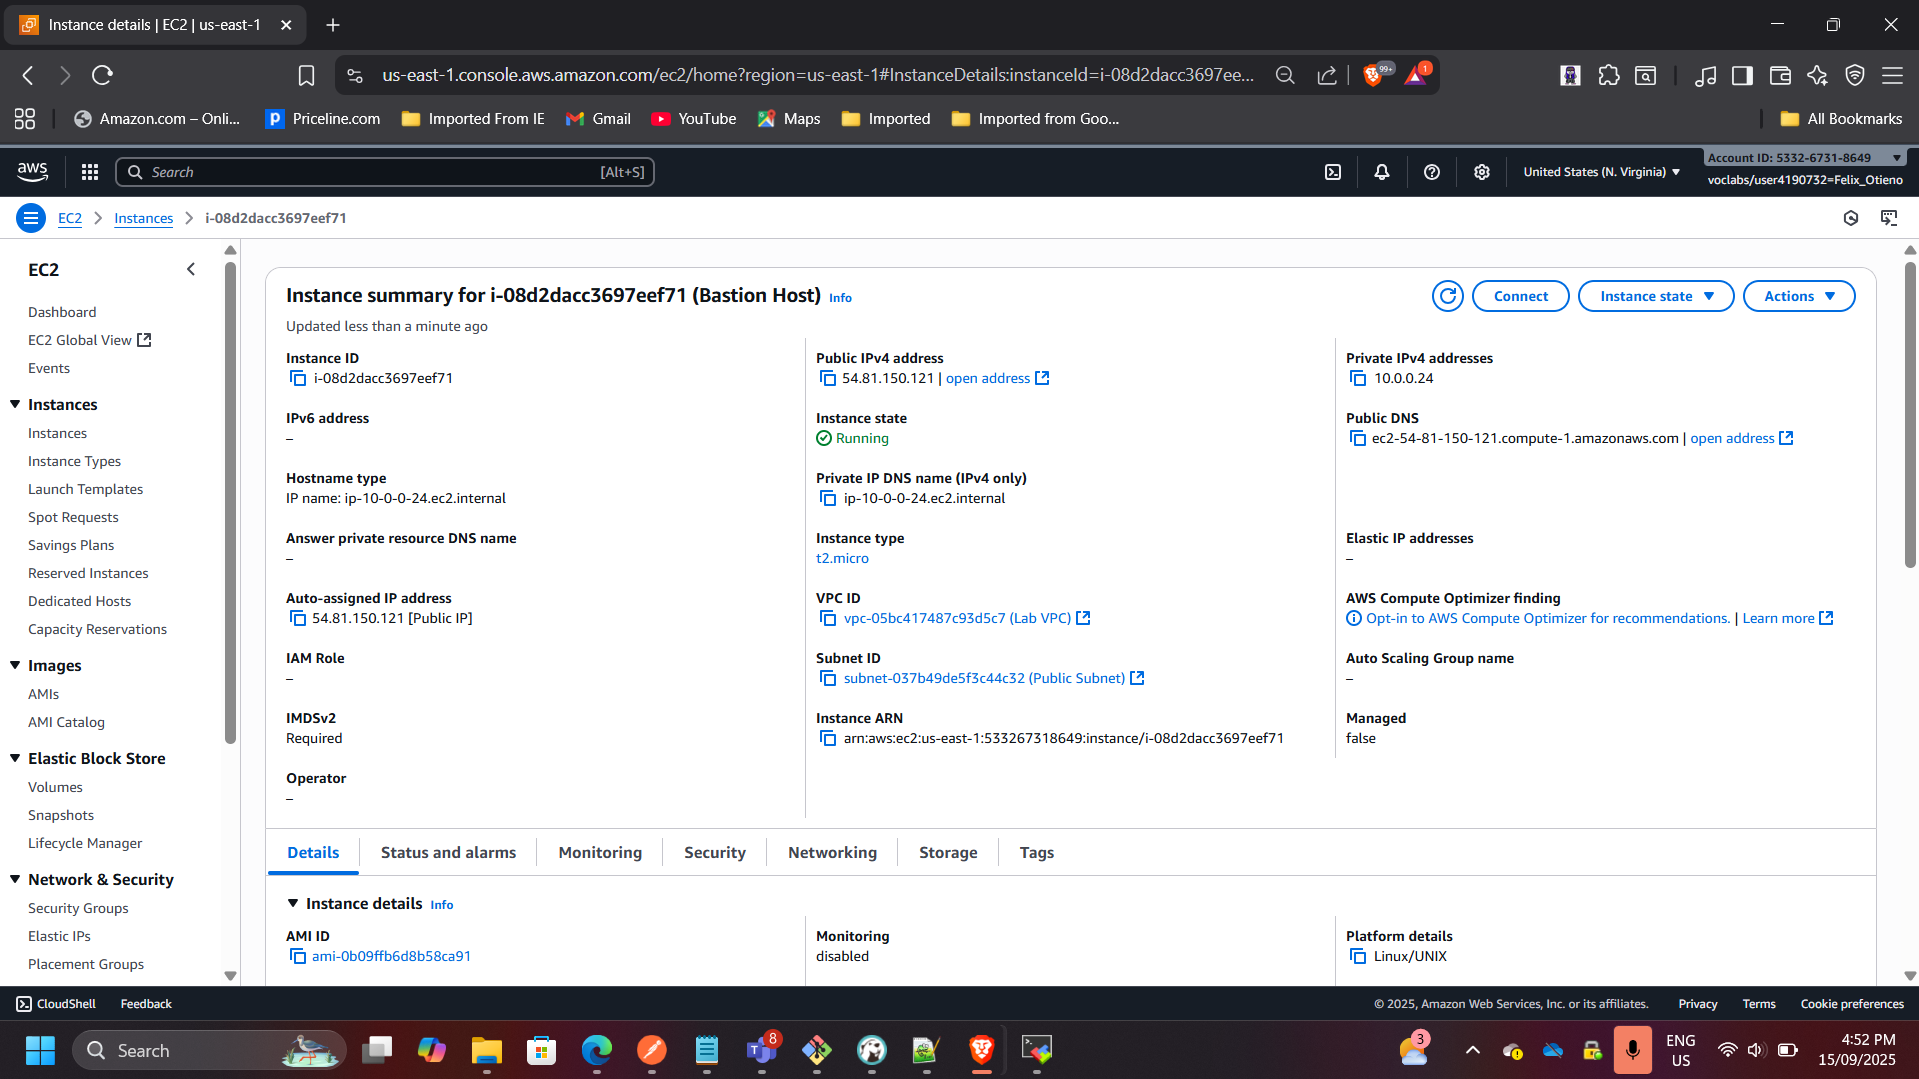 Instance details | EC2 | us-east-1
us-east-1.console.aws.amazon.com/ec2/home?region=us-east-1#InstanceDetails:instanceId=i-08d2dacc3697ee...
99+
1
Amazon.com – Onli...
Priceline.com
Imported From IE
Gmail
YouTube
Maps
Imported
Imported from Goo...
All Bookmarks
aws
Search
[Alt+S]
United States (N. Virginia)
Account ID: 5332-6731-8649
voclabs/user4190732=Felix_Otieno
EC2
Instances
i-08d2dacc3697eef71
EC2
Dashboard
EC2 Global View
Events
Instances
Instances
Instance Types
Launch Templates
Spot Requests
Savings Plans
Reserved Instances
Dedicated Hosts
Capacity Reservations
Images
AMIs
AMI Catalog
Elastic Block Store
Volumes
Snapshots
Lifecycle Manager
Network & Security
Security Groups
Elastic IPs
Placement Groups
Instance summary for i-08d2dacc3697eef71 (Bastion Host) Info
Updated less than a minute ago
Connect
Instance state
Actions
Instance ID
i-08d2dacc3697eef71
Public IPv4 address
54.81.150.121 | open address
Private IPv4 addresses
10.0.0.24
IPv6 address
–
Instance state
Running
Public DNS
ec2-54-81-150-121.compute-1.amazonaws.com | open address
Hostname type
IP name: ip-10-0-0-24.ec2.internal
Private IP DNS name (IPv4 only)
ip-10-0-0-24.ec2.internal
Answer private resource DNS name
–
Instance type
t2.micro
Elastic IP addresses
–
Auto-assigned IP address
54.81.150.121 [Public IP]
VPC ID
vpc-05bc417487c93d5c7 (Lab VPC)
AWS Compute Optimizer finding
Opt-in to AWS Compute Optimizer for recommendations. | Learn more
IAM Role
–
Subnet ID
subnet-037b49de5f3c44c32 (Public Subnet)
Auto Scaling Group name
–
IMDSv2
Required
Instance ARN
arn:aws:ec2:us-east-1:533267318649:instance/i-08d2dacc3697eef71
Managed
false
Operator
–
Details
Status and alarms
Monitoring
Security
Networking
Storage
Tags
Instance details Info
AMI ID
ami-0b09ffb6d8b58ca91
Monitoring
disabled
Platform details
Linux/UNIX
CloudShell
Feedback
© 2025, Amazon Web Services, Inc. or its affiliates.
Privacy
Terms
Cookie preferences
Search
8
3
ENG
US
4:52 PM
15/09/2025